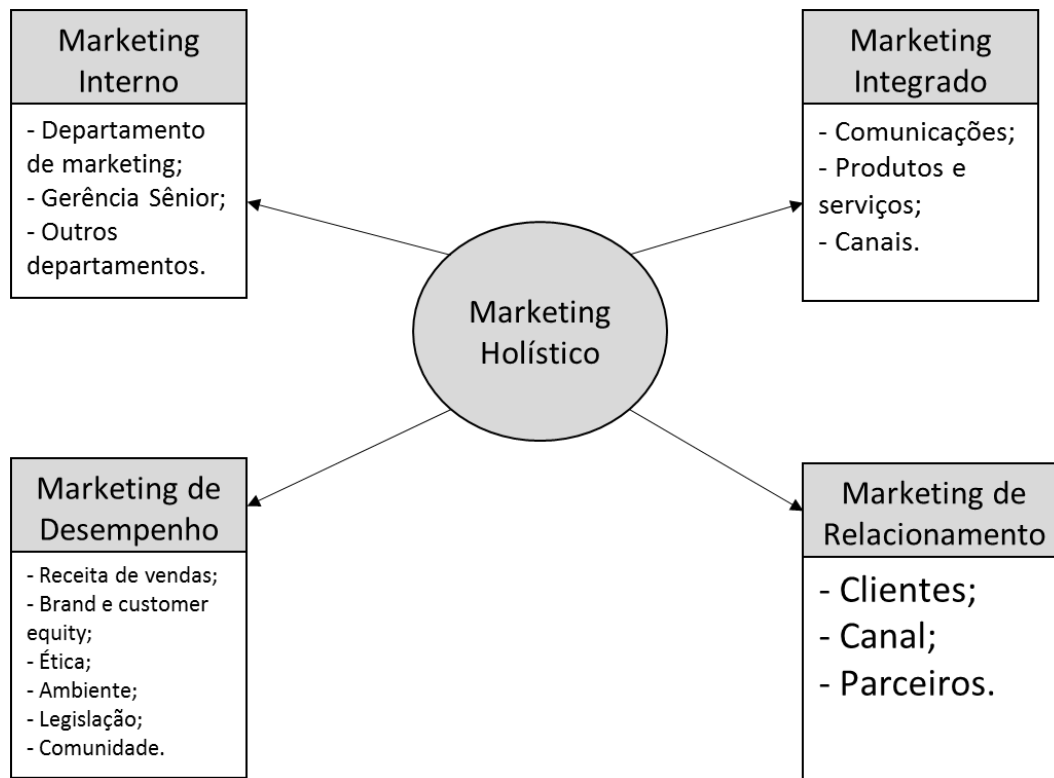 Marketing
Interno
- Departamento
de marketing;
- Gerência Sênior;
- Outros
departamentos.
Marketing
Integrado
- Comunicações;
- Produtos e
serviços;
- Canais.
Marketing
Holístico
Marketing de
Desempenho
- Receita de vendas;
- Brand e customer
equity;
- Ética;
- Ambiente;
- Legislação;
- Comunidade.
Marketing de
Relacionamento
- Clientes;
- Canal;
- Parceiros.